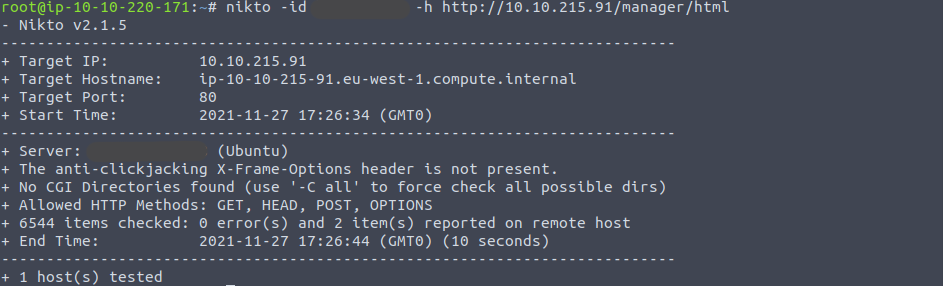 root@ip-10-10-220-171:~# nikto -id -h http://10.10.215.91/manager/html
- Nikto v2.1.5
---------------------------------------------------------------------------
+ Target IP: 10.10.215.91
+ Target Hostname: ip-10-10-215-91.eu-west-1.compute.internal
+ Target Port: 80
+ Start Time: 2021-11-27 17:26:34 (GMT0)
---------------------------------------------------------------------------
+ Server: (Ubuntu)
+ The anti-clickjacking X-Frame-Options header is not present.
+ No CGI Directories found (use '-C all' to force check all possible dirs)
+ Allowed HTTP Methods: GET, HEAD, POST, OPTIONS
+ 6544 items checked: 0 error(s) and 2 item(s) reported on remote host
+ End Time: 2021-11-27 17:26:44 (GMT0) (10 seconds)
---------------------------------------------------------------------------
+ 1 host(s) tested